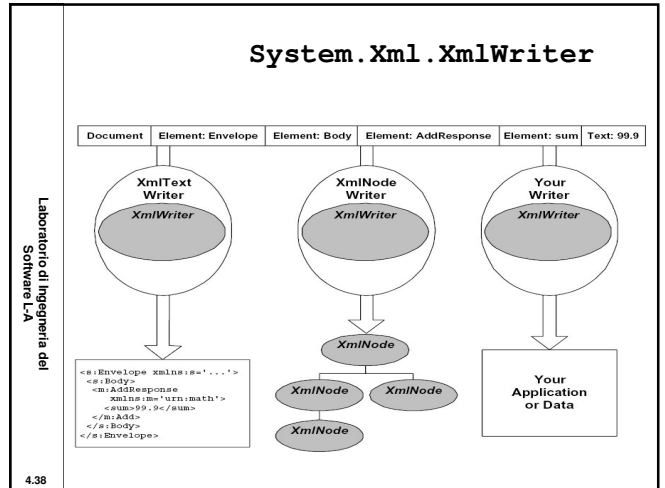 System.Xml.XmlWriter
Document Element: Envelope Element: Body Element: AddResponse Element: sum Text: 99.9
XmlText
Writer
XmlWriter
XmlNode
Writer
XmlWriter
Your
Writer
XmlWriter
<s:Envelope xmlns:s='...'>
<s:Body>
<m:AddResponse
xmlns:m='urn:math'>
<sum>99.9</sum>
</m:Add>
</s:Body>
</s:Envelope>
XmlNode
XmlNode
XmlNode
XmlNode
Your
Application
or Data
Laboratorio di Ingegneria del
Software L-A
4.38